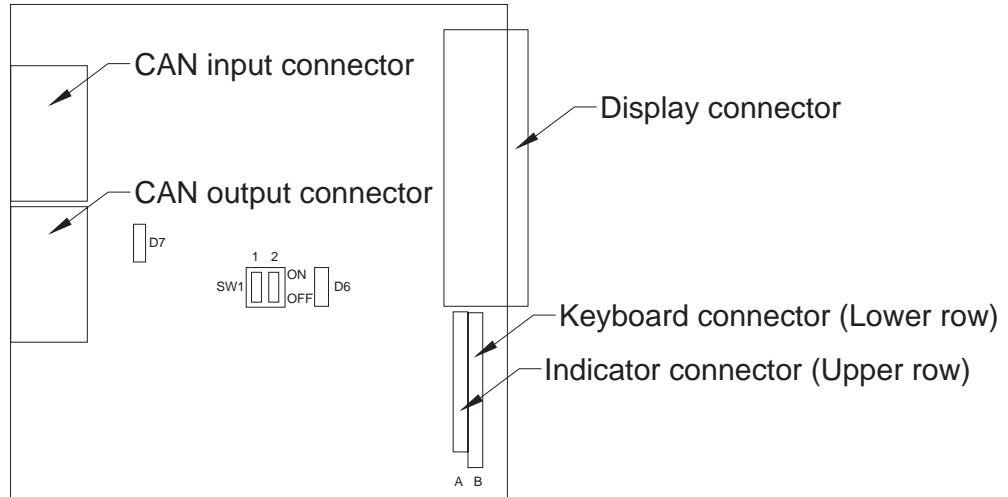 CAN input connector
Display connector
CAN output connector
D7
1 2
SW1
ON
OFF
D6
Keyboard connector (Lower row)
Indicator connector (Upper row)
A B